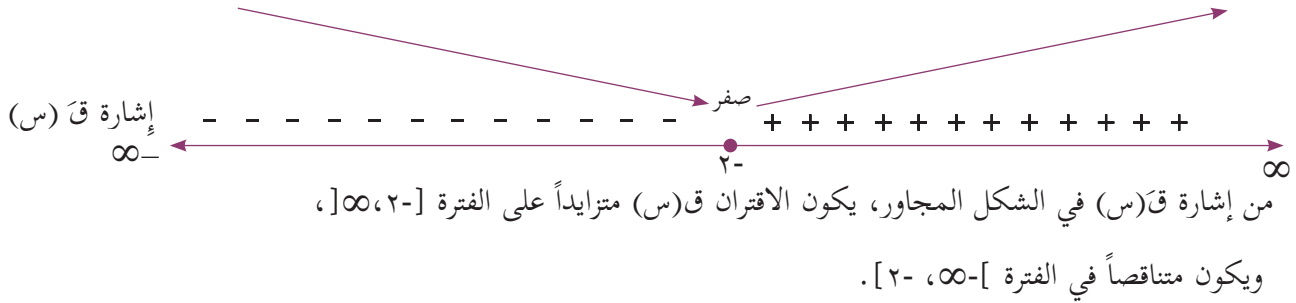 صفر
إشارة قَ (س) - - - - - - - - - - - - - + + + + + + + + + + + +
-∞ -٢ ∞
من إشارة قَ(س) في الشكل المجاور، يكون الاقتران ق(س) متزايداً على الفترة [-٢،∞[،
ويكون متناقصاً في الفترة ]-∞، -٢].